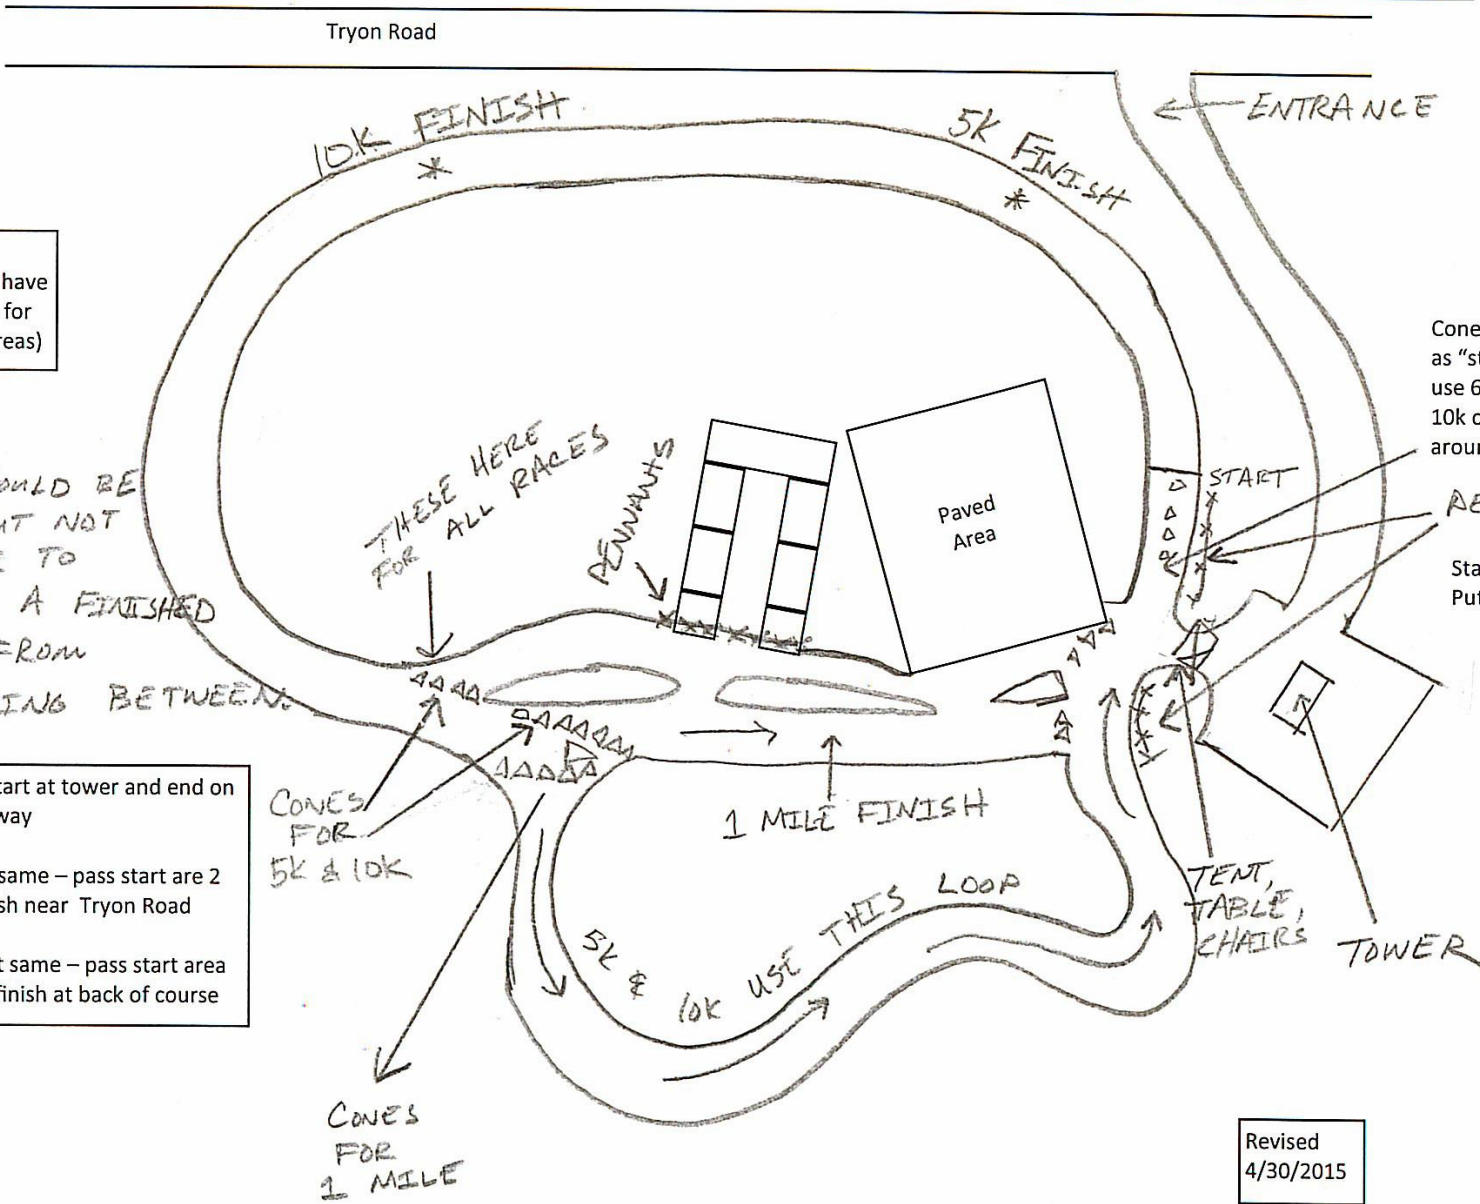 Tryon Road
10K FINISH
5K FINISH
ENTRANCE
have
for
reas)
Cone
as "st
use 6
10k c
aroun
START
Sta
Put
THESE HERE
FOR ALL RACES
PENNANTS
Paved
Area
OULD BE
NOT
TO
A FINISHED
FROM
ING BETWEEN.
tart at tower and end on
way
same – pass start are 2
sh near Tryon Road
t same – pass start area
finish at back of course
CONES
FOR
5K & 10K
1 MILE FINISH
5K & 10K USE THIS LOOP
TENT,
TABLE,
CHAIRS
TOWER
CONES
FOR
1 MILE
Revised
4/30/2015